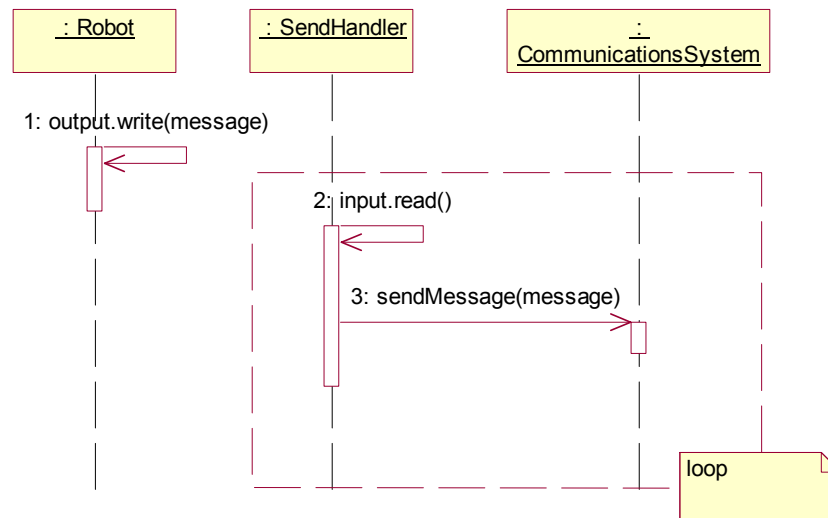 : Robot
: SendHandler
:
CommunicationsSystem
1: output.write(message)
2: input.read()
3: sendMessage(message)
loop